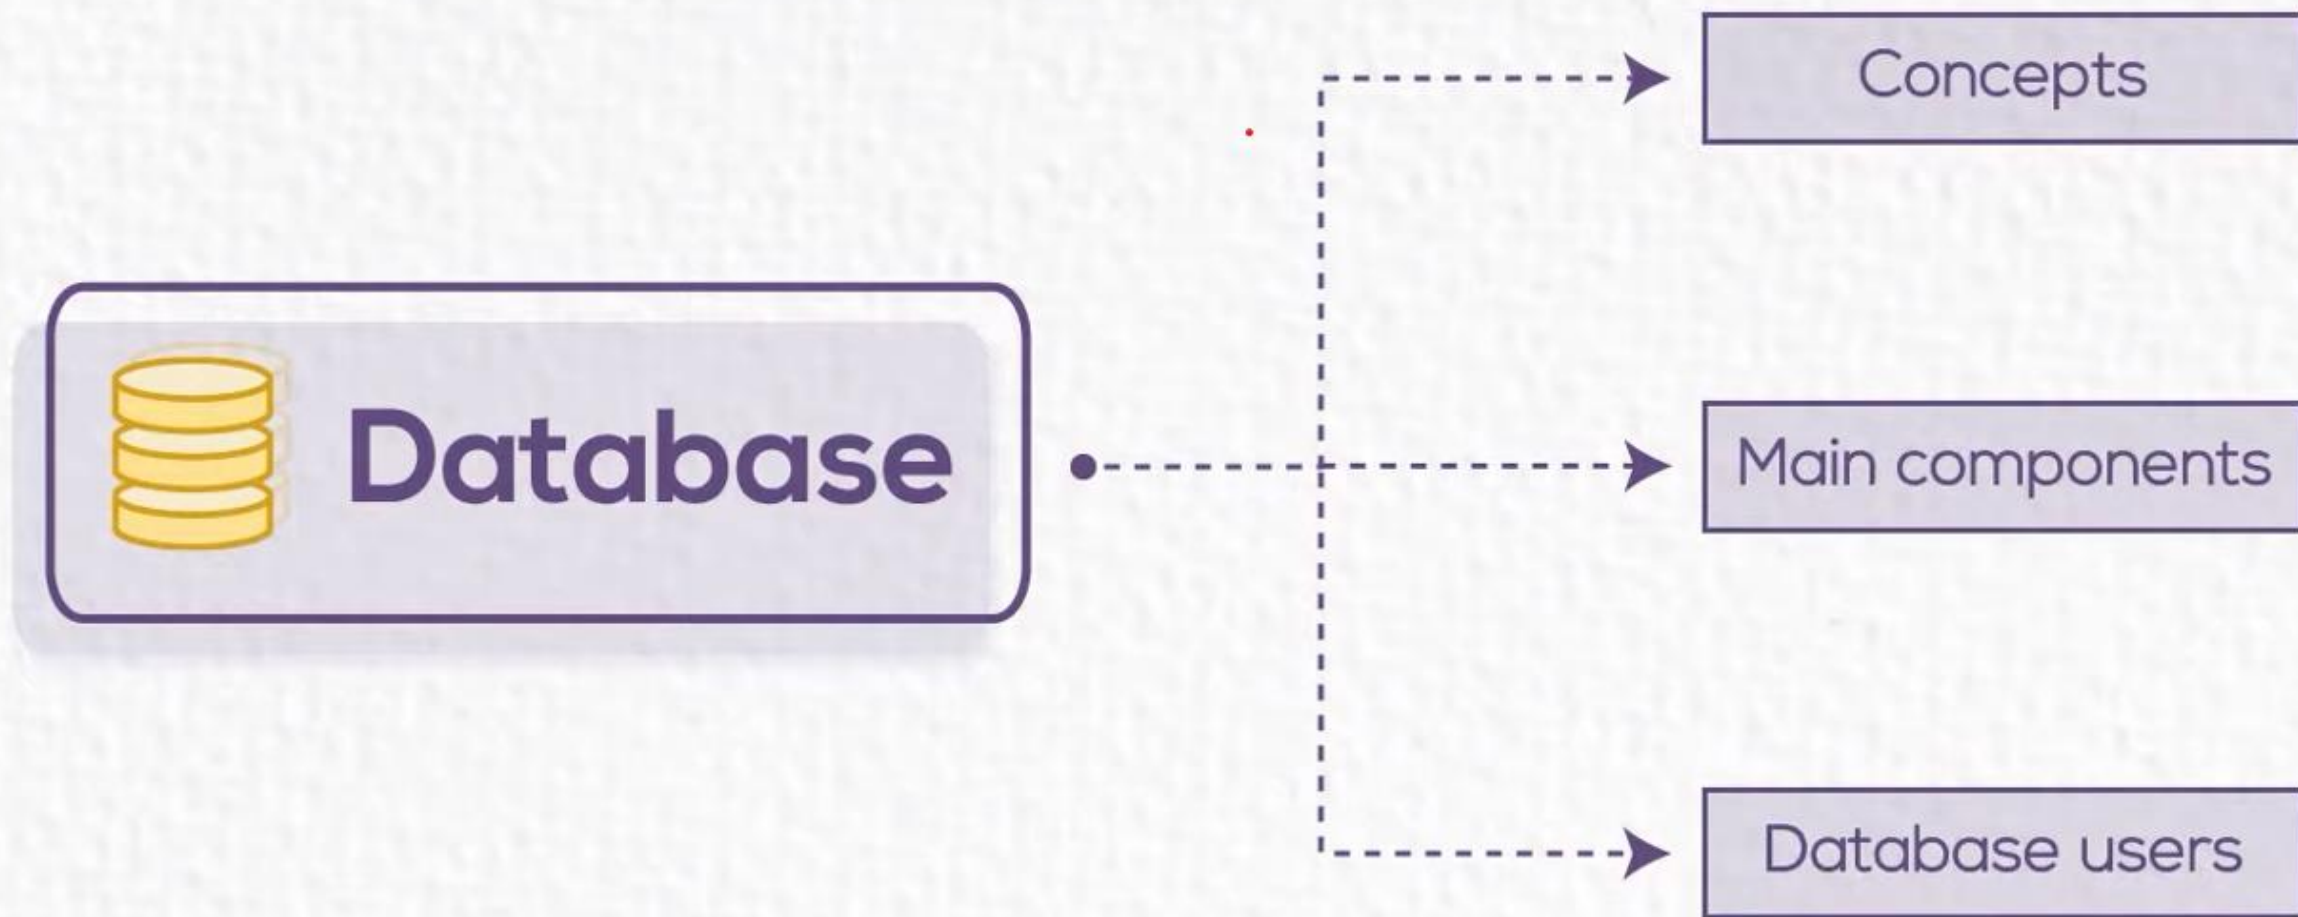 Database
Concepts
Main components
Database users